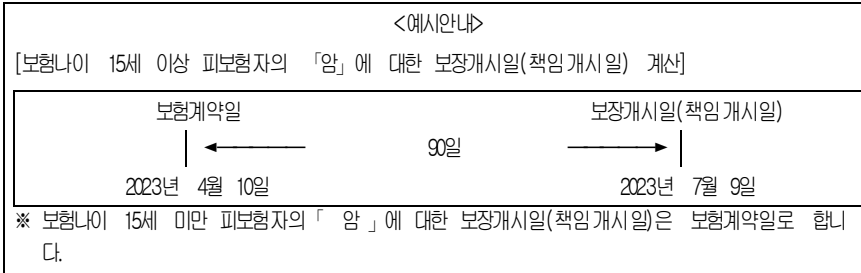 <예시안내>
[보험나이 15세 이상 피보험자의 「암」에 대한 보장개시일(책임개시일) 계산]
보험계약일 보장개시일(책임개시일)
90일
2023년 4월 10일 2023년 7월 9일
※ 보험나이 15세 미만 피보험자의「 암 」에 대한 보장개시일(책임개시일)은 보험계약일로 합니
다.